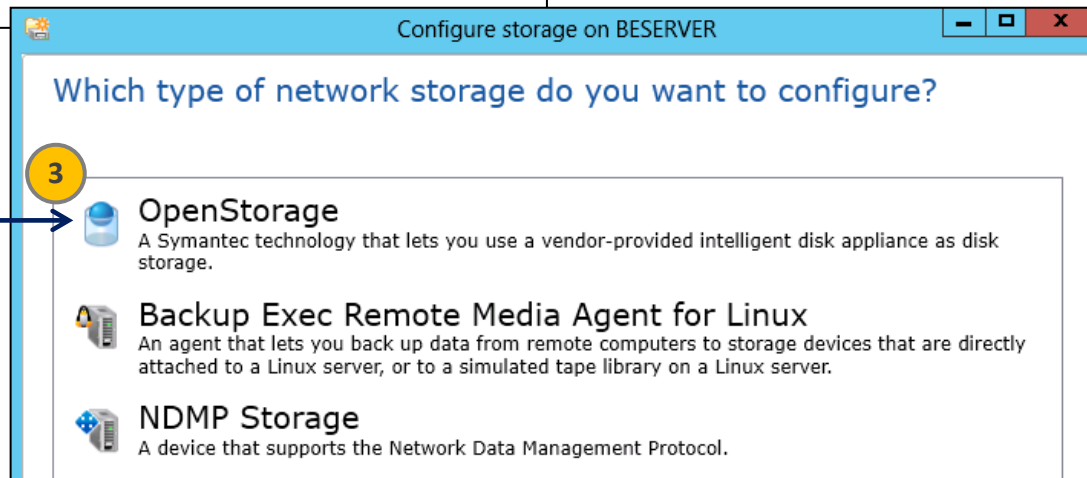 Configure storage on BESERVER
Which type of network storage do you want to configure?
3
OpenStorage
A Symantec technology that lets you use a vendor-provided intelligent disk appliance as disk
storage.
Backup Exec Remote Media Agent for Linux
An agent that lets you back up data from remote computers to storage devices that are directly
attached to a Linux server, or to a simulated tape library on a Linux server.
NDMP Storage
A device that supports the Network Data Management Protocol.